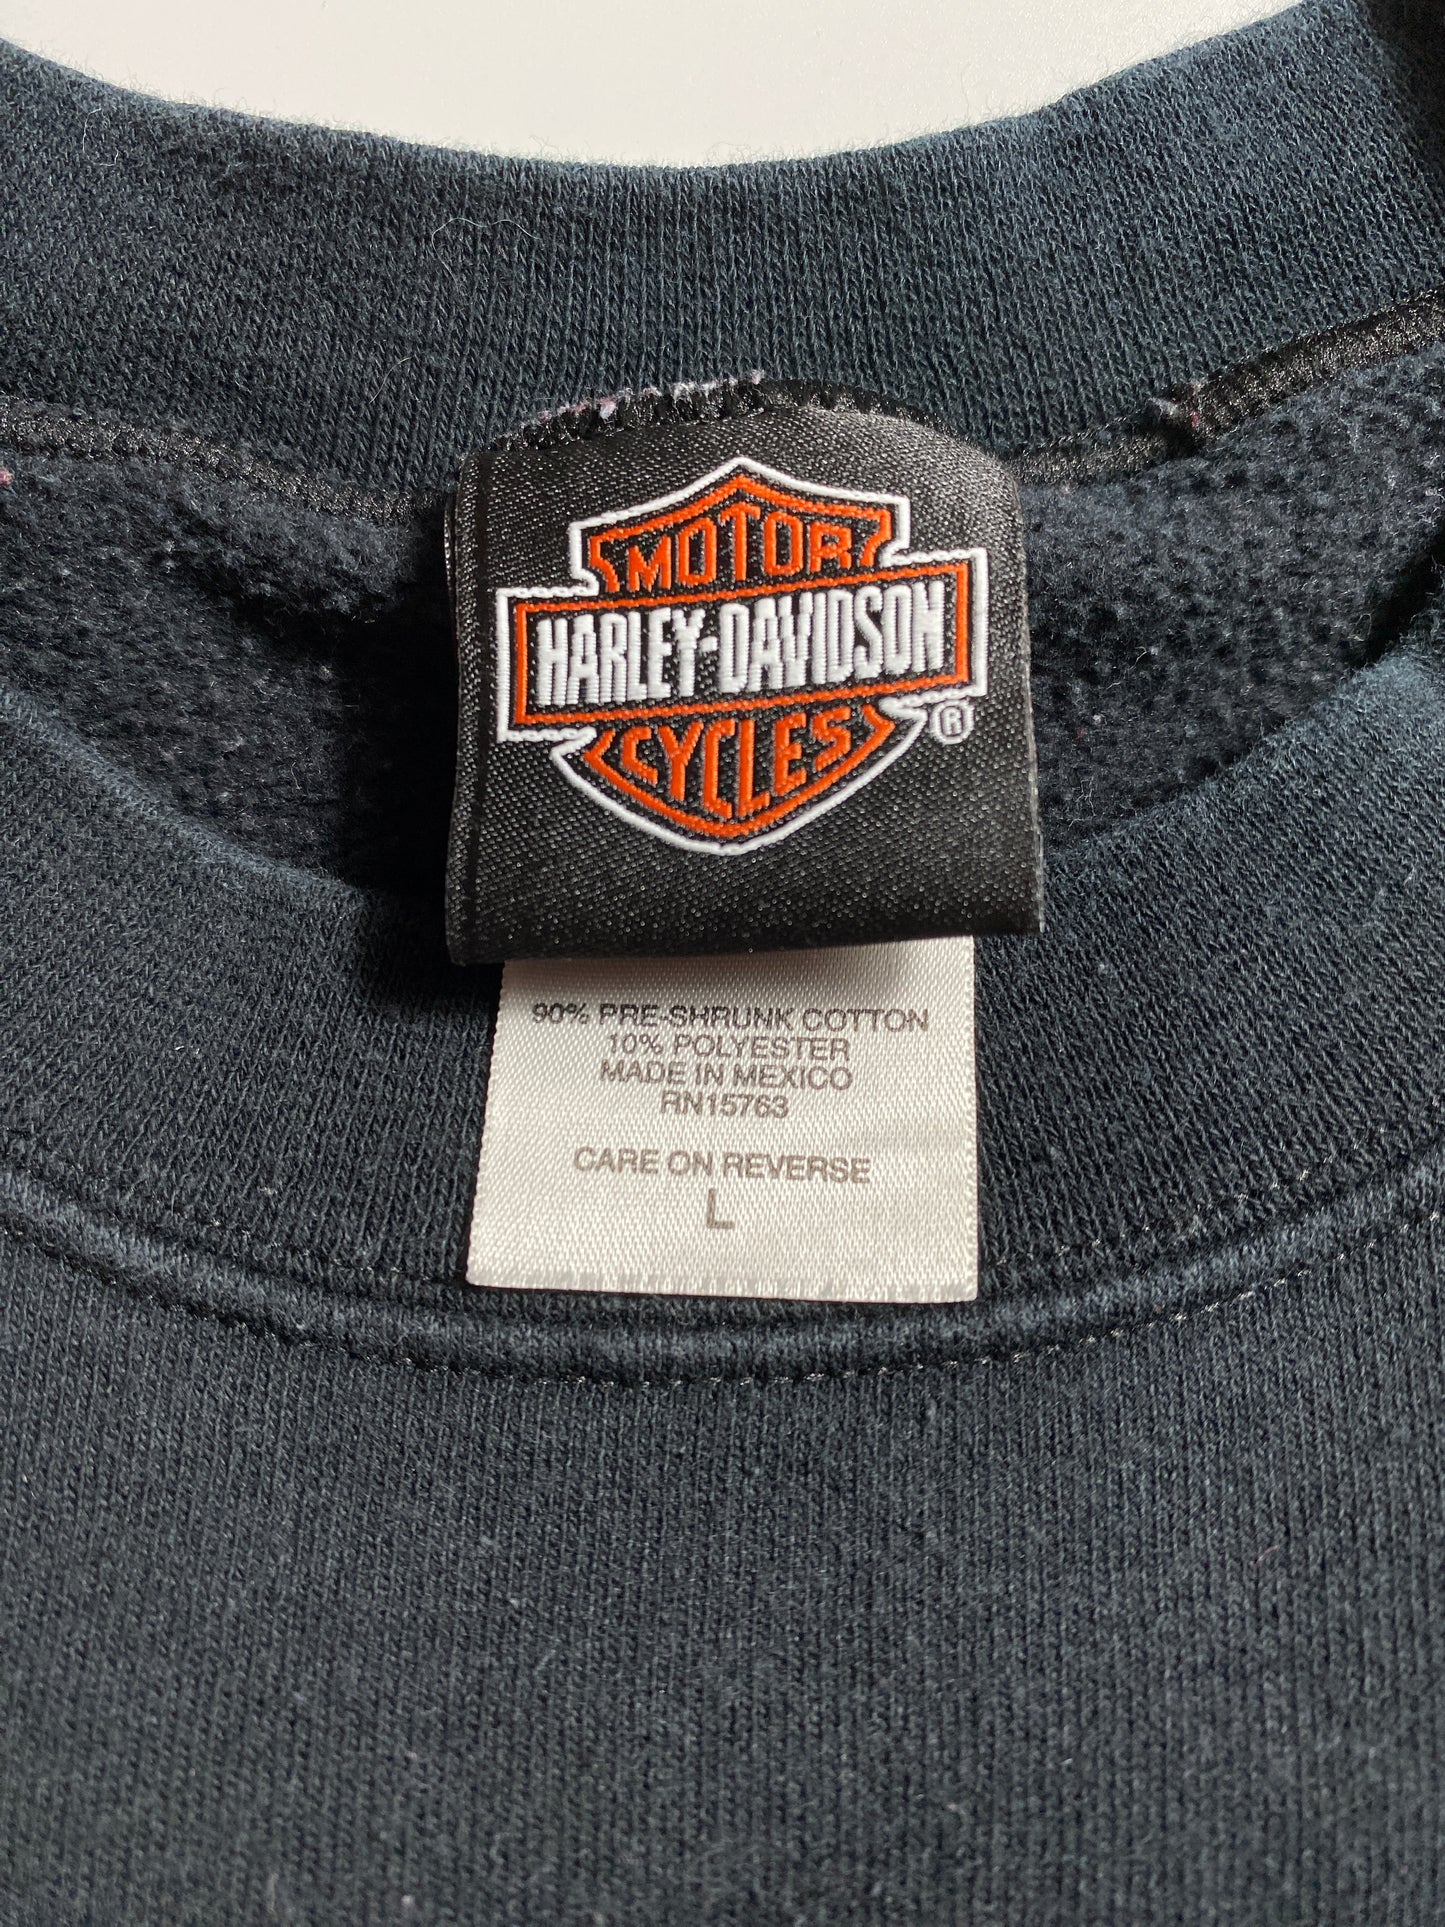 MOTOR
HARLEY-DAVIDSON
CYCLES ®
90% PRE-SHRUNK COTTON
10% POLYESTER
MADE IN MEXICO
RN15763
CARE ON REVERSE
L